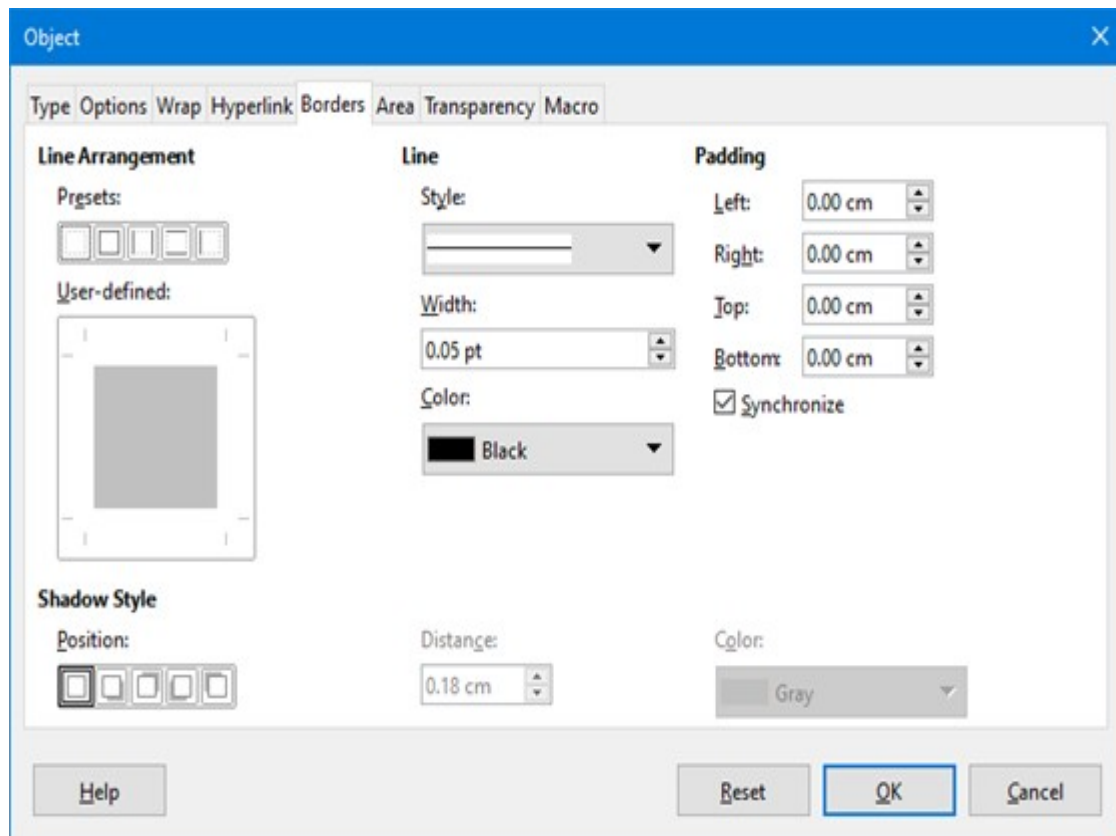 Object
Type Options Wrap Hyperlink Borders Area Transparency Macro
Line Arrangement
Presets:
User-defined:
Line
Style:
Width:
0.05 pt
Color:
Black
Padding
Left: 0.00 cm
Right: 0.00 cm
Top: 0.00 cm
Bottom: 0.00 cm
Synchronize
Shadow Style
Position:
Distance:
0.18 cm
Color:
Gray
Help Reset OK Cancel